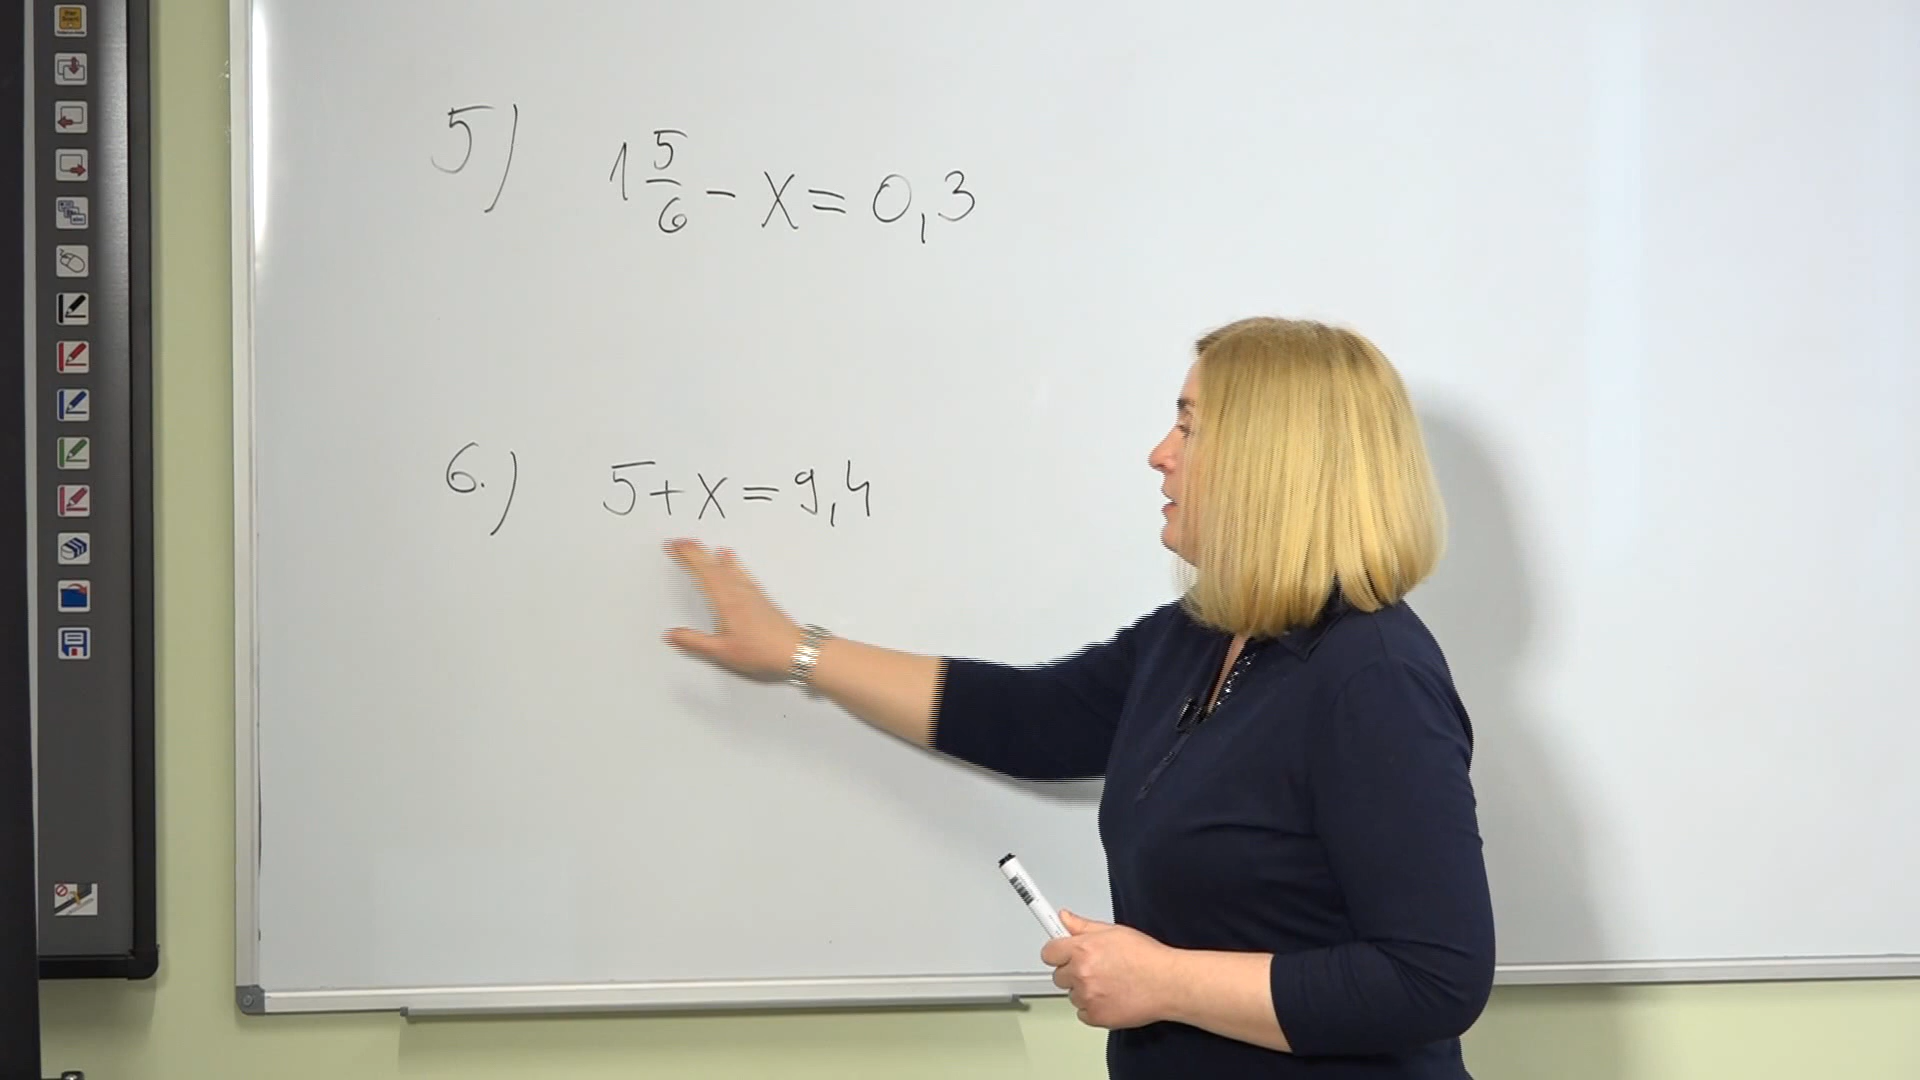 5) 1 5/6 - x = 0,3
6.) 5 + x = 9,4